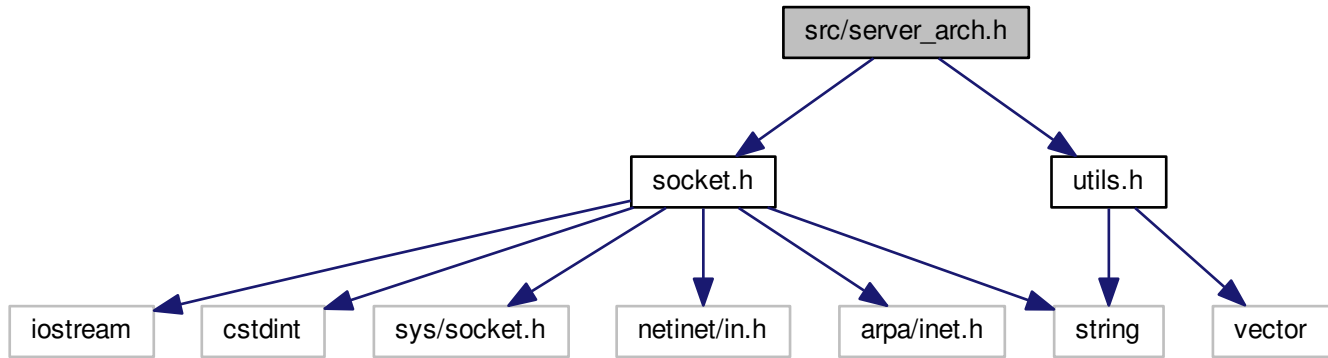 src/server_arch.h
socket.h
utils.h
iostream
cstdint
sys/socket.h
netinet/in.h
arpa/inet.h
string
vector